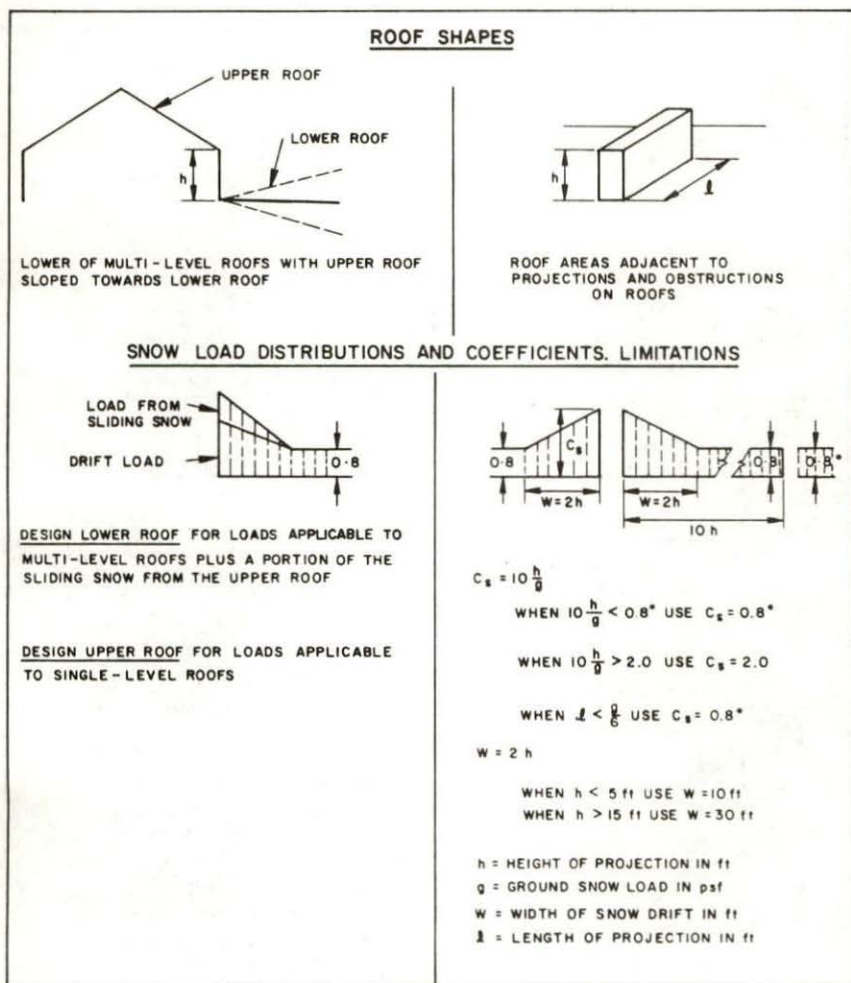 ROOF SHAPES
UPPER ROOF
LOWER ROOF
h
LOWER OF MULTI-LEVEL ROOFS WITH UPPER ROOF
SLOPED TOWARDS LOWER ROOF
h
l
ROOF AREAS ADJACENT TO
PROJECTIONS AND OBSTRUCTIONS
ON ROOFS
SNOW LOAD DISTRIBUTIONS AND COEFFICIENTS. LIMITATIONS
LOAD FROM
SLIDING SNOW
DRIFT LOAD
0.8
DESIGN LOWER ROOF FOR LOADS APPLICABLE TO
MULTI-LEVEL ROOFS PLUS A PORTION OF THE
SLIDING SNOW FROM THE UPPER ROOF
DESIGN UPPER ROOF FOR LOADS APPLICABLE
TO SINGLE-LEVEL ROOFS
0.8
Cs
0.8
0.8*
W=2h
W=2h
10h
Cs = 10 h/g
WHEN 10 h/g < 0.8* USE Cs = 0.8*
WHEN 10 h/g > 2.0 USE Cs = 2.0
WHEN l < g/6 USE Cs = 0.8*
W = 2h
WHEN h < 5 ft USE W = 10 ft
WHEN h > 15 ft USE W = 30 ft
h = HEIGHT OF PROJECTION IN ft
g = GROUND SNOW LOAD IN psf
W = WIDTH OF SNOW DRIFT IN ft
l = LENGTH OF PROJECTION IN ft